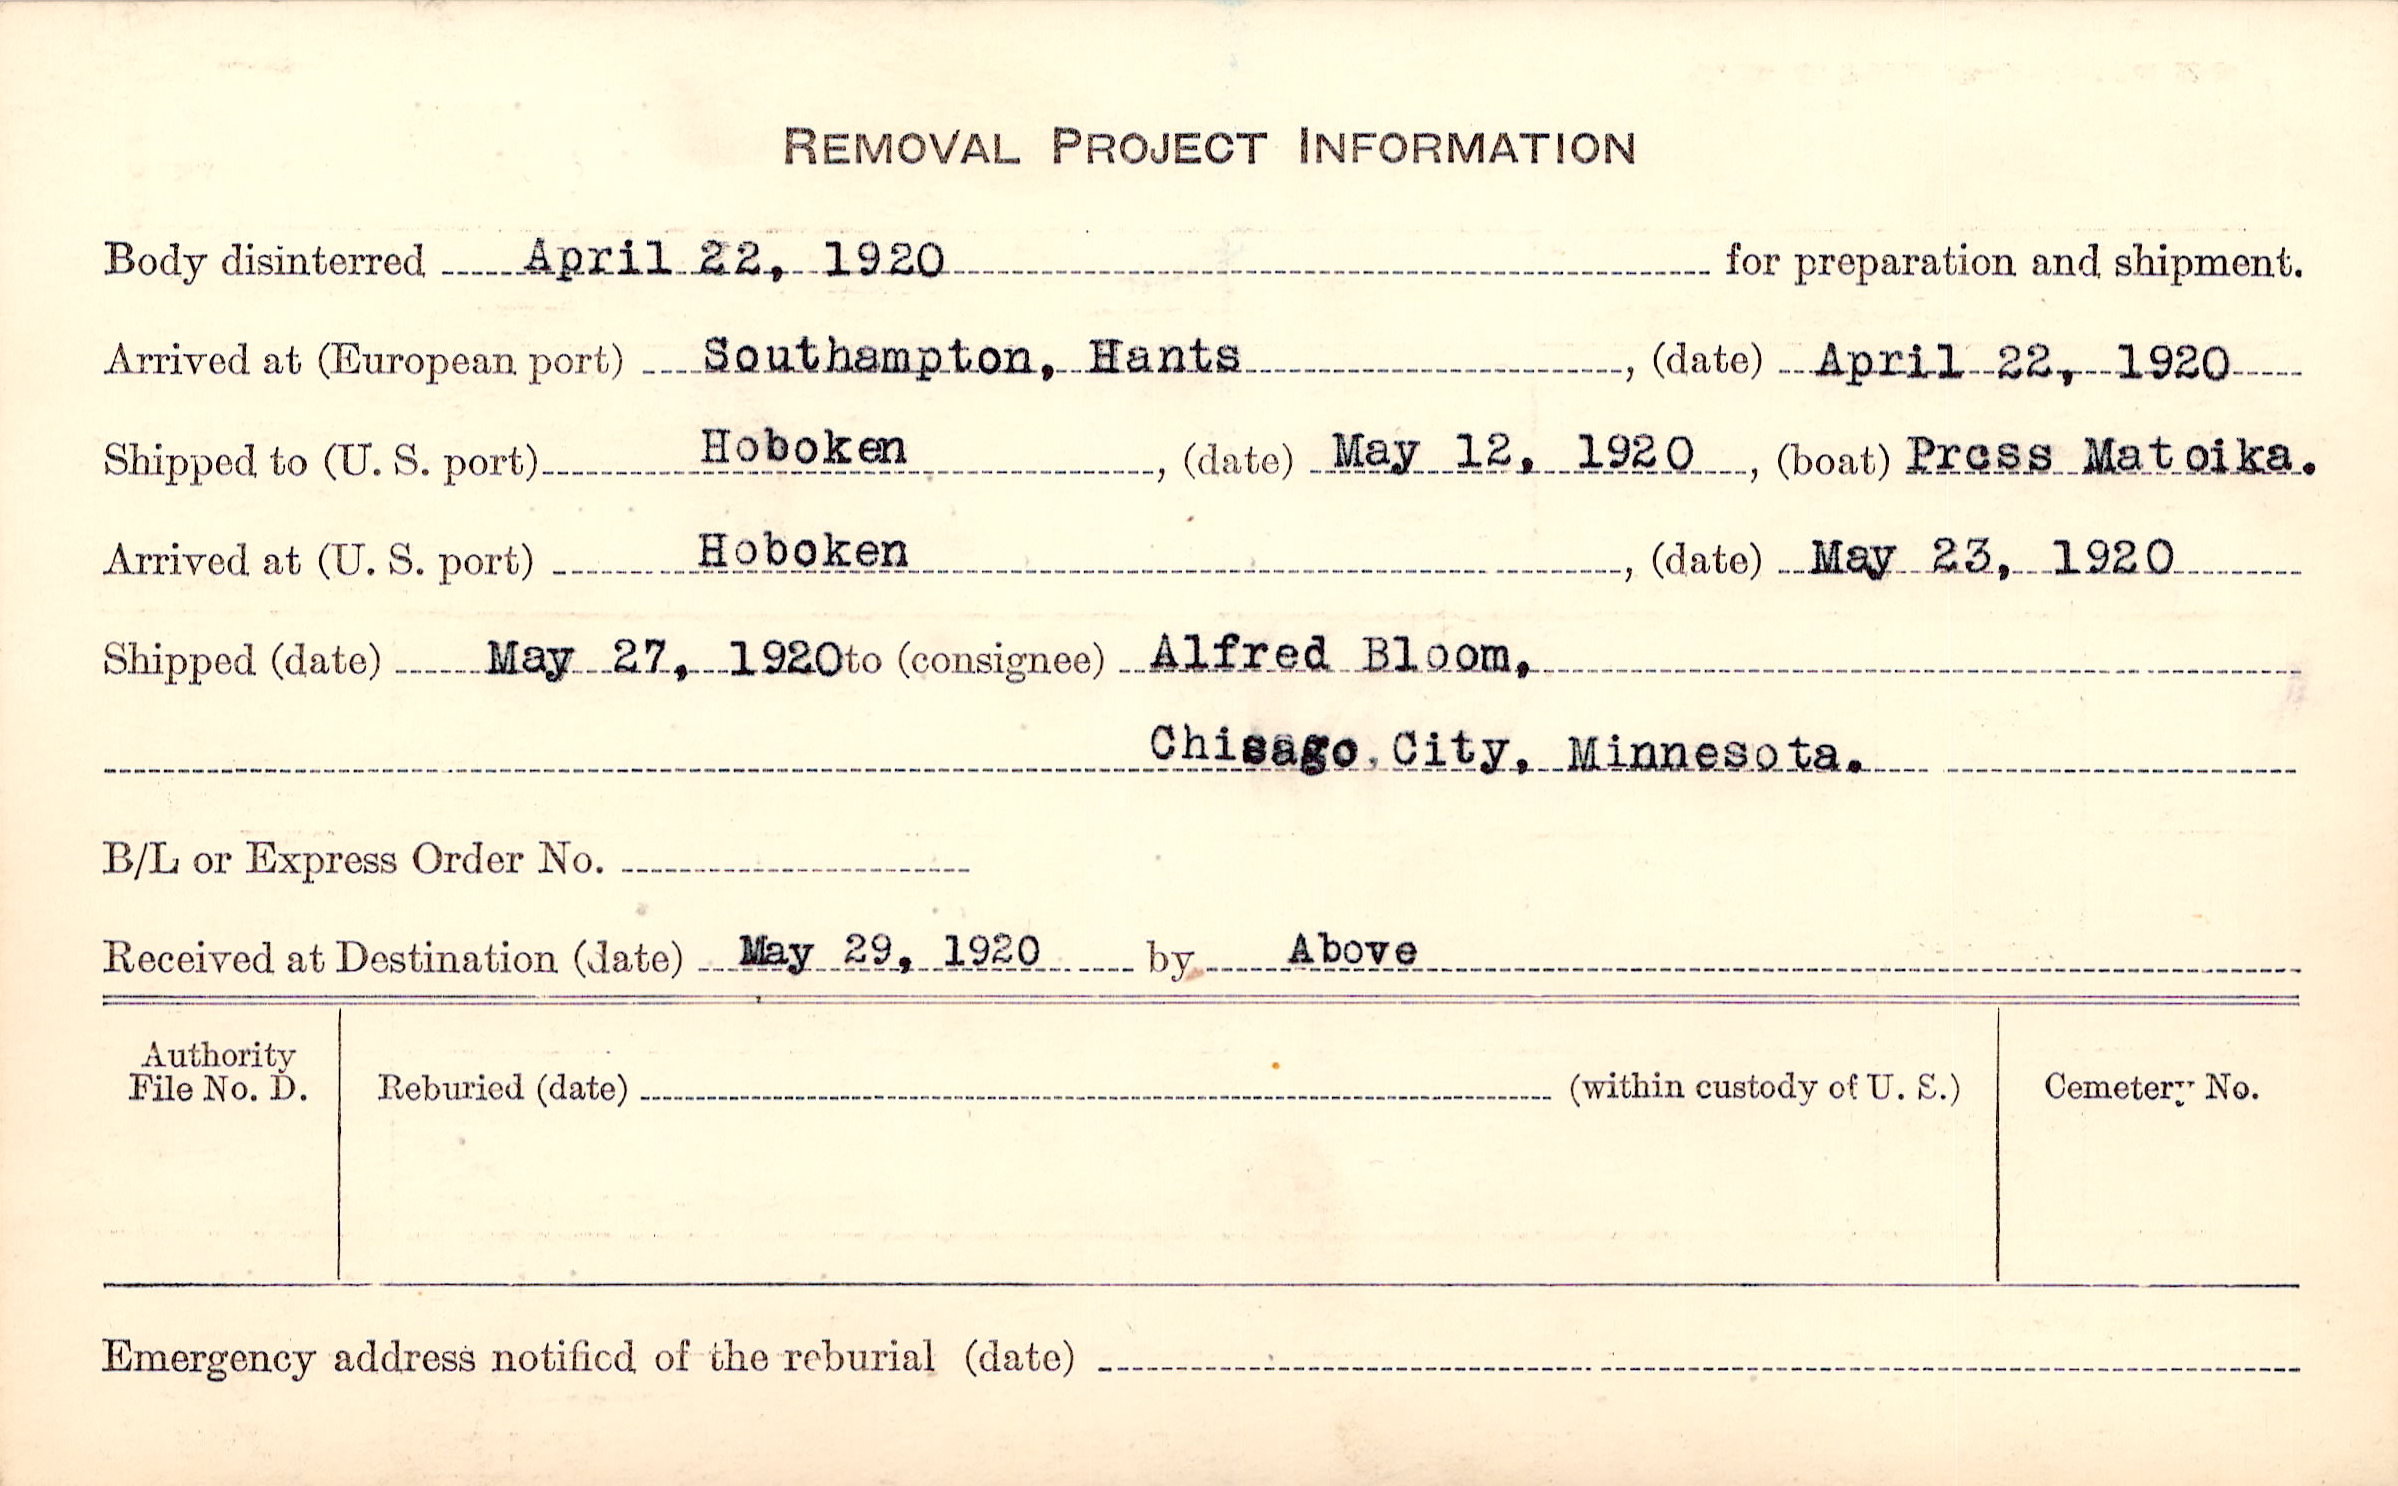 REMOVAL PROJECT INFORMATION
Body disinterred April 22, 1920 for preparation and shipment.
Arrived at (European port) Southampton, Hants, (date) April 22, 1920
Shipped to (U. S. port) Hoboken, (date) May 12, 1920, (boat) Prcss Matoika.
Arrived at (U. S. port) Hoboken, (date) May 23, 1920
Shipped (date) May 27, 1920 to (consignee) Alfred Bloom,
Chisago City, Minnesota.
B/L or Express Order No.
Received at Destination (date) May 29, 1920 by Above
Authority
File No. D.
Reburied (date) (within custody of U. S.)
Cemetery No.
Emergency address notified of the reburial (date)